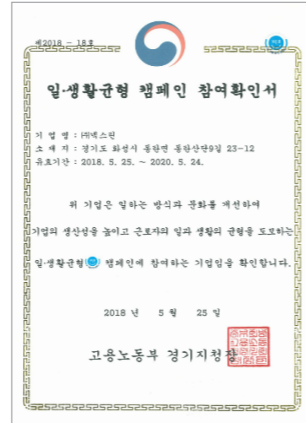 제2018 - 18호
일·생활균형 캠페인 참여확인서
기 업 명 : ㈜넥스틴
소 재 지 : 경기도 화성시 동탄면 동탄산단9길 23-12
유효기간 : 2018. 5. 25. ~ 2020. 5. 24.
위 기업은 일하는 방식과 문화를 개선하여
기업의 생산성을 높이고 근로자의 일과 생활의 균형을 도모하는
일·생활균형 캠페인에 참여하는 기업임을 확인합니다.
2018 년 5 월 25 일
고용노동부 경기지청장